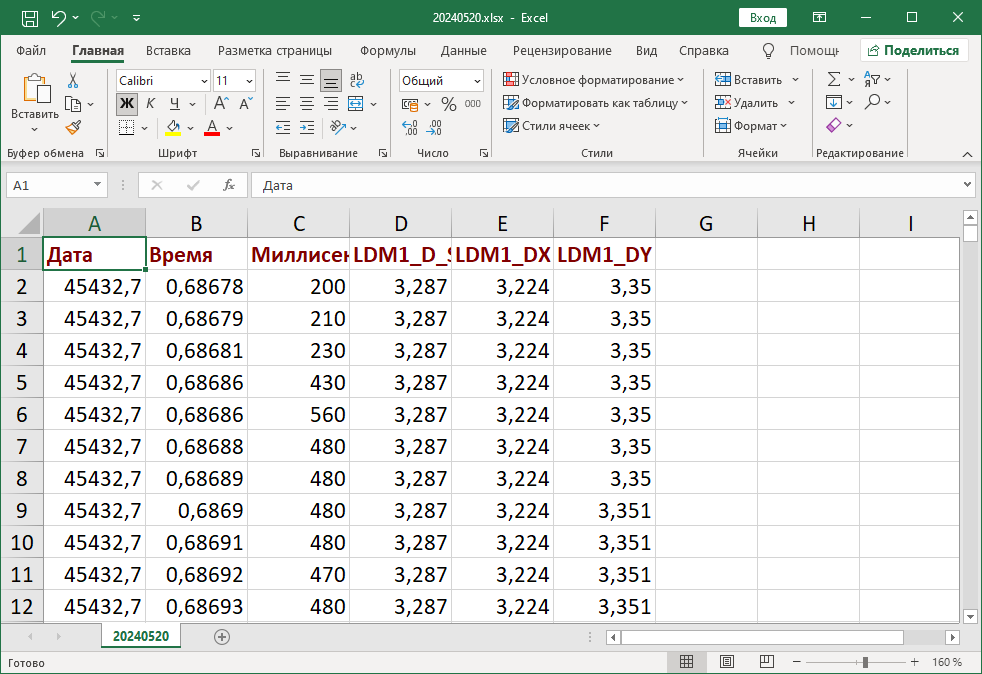 20240520.xlsx - Excel
Вход
Файл Главная Вставка Разметка страницы Формулы Данные Рецензирование Вид Справка Помощь Поделиться
Calibri 11 Общий Условное форматирование Вставить
Вставить Ж К Ч А А % 000 Форматировать как таблицу Удалить
А Стили ячеек Формат
Буфер обмена Шрифт Выравнивание Число Стили Ячейки Редактирование
A1 fx Дата
A B C D E F G H I
1 Дата Время Миллисен LDM1_D_S LDM1_DX LDM1_DY
2 45432,7 0,68678 200 3,287 3,224 3,35
3 45432,7 0,68679 210 3,287 3,224 3,35
4 45432,7 0,68681 230 3,287 3,224 3,35
5 45432,7 0,68686 430 3,287 3,224 3,35
6 45432,7 0,68686 560 3,287 3,224 3,35
7 45432,7 0,68688 480 3,287 3,224 3,35
8 45432,7 0,68689 480 3,287 3,224 3,35
9 45432,7 0,6869 480 3,287 3,224 3,351
10 45432,7 0,68691 480 3,287 3,224 3,351
11 45432,7 0,68692 470 3,287 3,224 3,351
12 45432,7 0,68693 480 3,287 3,224 3,351
20240520
Готово 160 %